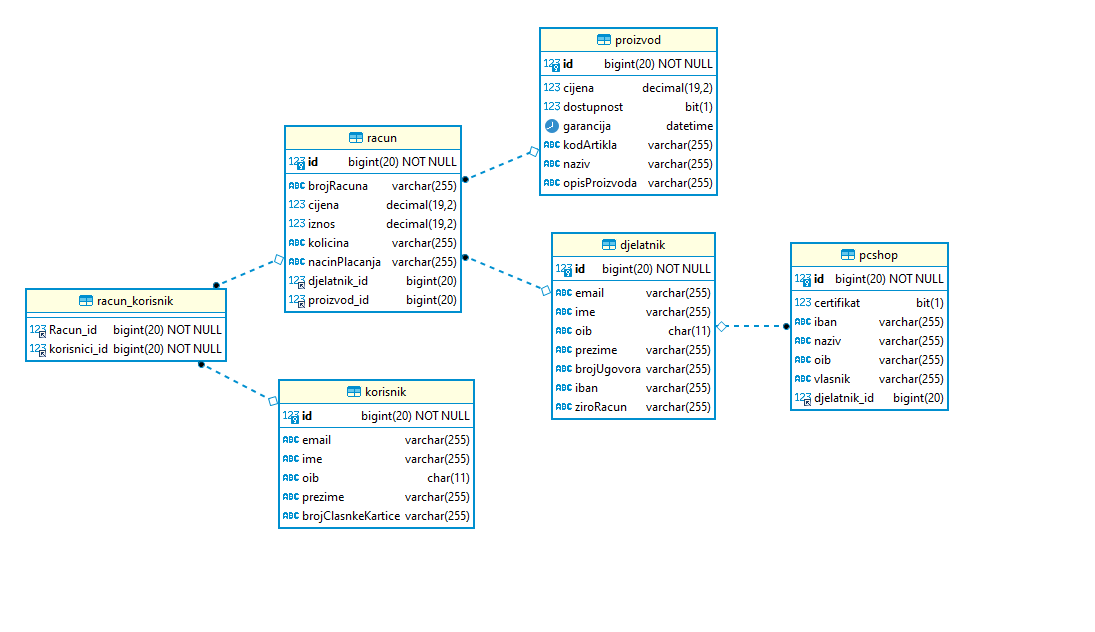 proizvod
id bigint(20) NOT NULL
123 cijena decimal(19,2)
123 dostupnost bit(1)
garancija datetime
ABC kodArtikla varchar(255)
ABC naziv varchar(255)
ABC opisProizvoda varchar(255)
racun
123 id bigint(20) NOT NULL
ABC brojRacuna varchar(255)
123 cijena decimal(19,2)
123 iznos decimal(19,2)
ABC kolicina varchar(255)
ABC nacinPlacanja varchar(255)
123 djelatnik_id bigint(20)
123 proizvod_id bigint(20)
djelatnik
123 id bigint(20) NOT NULL
ABC email varchar(255)
ABC ime varchar(255)
ABC oib char(11)
ABC prezime varchar(255)
ABC brojUgovora varchar(255)
ABC iban varchar(255)
ABC ziroRacun varchar(255)
pcshop
123 id bigint(20) NOT NULL
123 certifikat bit(1)
ABC iban varchar(255)
ABC naziv varchar(255)
ABC oib varchar(255)
ABC vlasnik varchar(255)
123 djelatnik_id bigint(20)
racun_korisnik
123 Racun_id bigint(20) NOT NULL
123 korisnici_id bigint(20) NOT NULL
korisnik
123 id bigint(20) NOT NULL
ABC email varchar(255)
ABC ime varchar(255)
ABC oib char(11)
ABC prezime varchar(255)
ABC brojClasnkeKartice varchar(255)